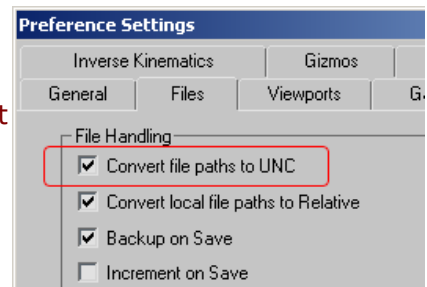 Preference Settings
Inverse Kinematics Gizmos
General Files Viewports
t
File Handling
Convert file paths to UNC
Convert local file paths to Relative
Backup on Save
Increment on Save